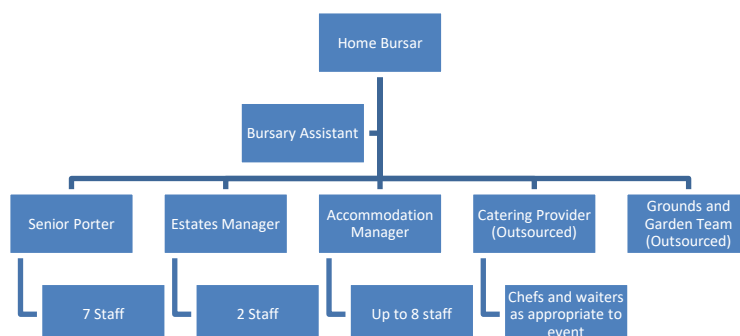 Home Bursar
Bursary Assistant
Senior Porter
Estates Manager
Accommodation
Manager
Catering Provider
(Outsourced)
Grounds and
Garden Team
(Outsourced)
7 Staff
2 Staff
Up to 8 staff
Chefs and waiters
as appropriate to
event